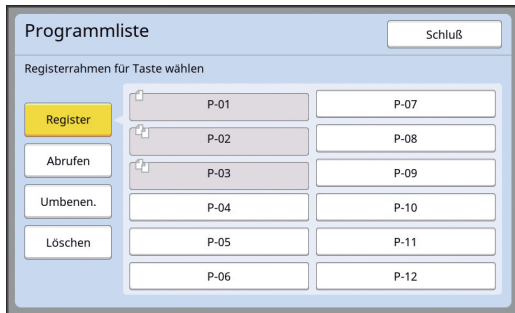 Programmliste
Schluß
Registerrahmen für Taste wählen
Register
Abrufen
Umbenen.
Löschen
P-01
P-02
P-03
P-04
P-05
P-06
P-07
P-08
P-09
P-10
P-11
P-12